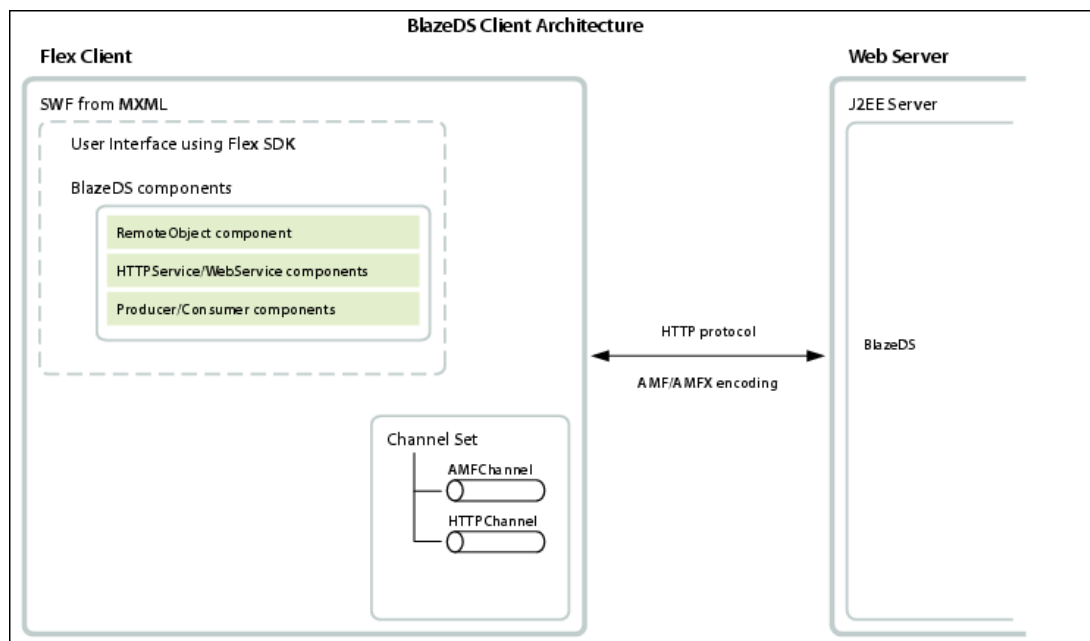 BlazeDS Client Architecture
Flex Client
Web Server
SWF from MXML
J2EE Server
User Interface using Flex SDK
BlazeDS components
RemoteObject component
HTTPService/WebService components
Producer/Consumer components
HTTP protocol
BlazeDS
AMF/AMFX encoding
Channel Set
AMFChannel
HTTPChannel